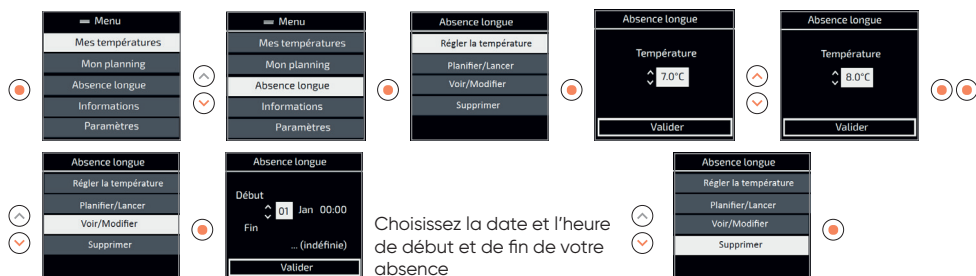 Menu
Mes températures
Mon planning
Absence longue
Informations
Paramètres
Menu
Mes températures
Mon planning
Absence longue
Informations
Paramètres
Absence longue
Régler la température
Planifier/Lancer
Voir/Modifier
Supprimer
Absence longue
Température
7.0°C
Valider
Absence longue
Température
8.0°C
Valider
Absence longue
Régler la température
Planifier/Lancer
Voir/Modifier
Supprimer
Absence longue
Début
01 Jan 00:00
Fin
... (indéfinie)
Valider
Choisissez la date et l'heure
de début et de fin de votre
absence
Absence longue
Régler la température
Planifier/Lancer
Voir/Modifier
Supprimer